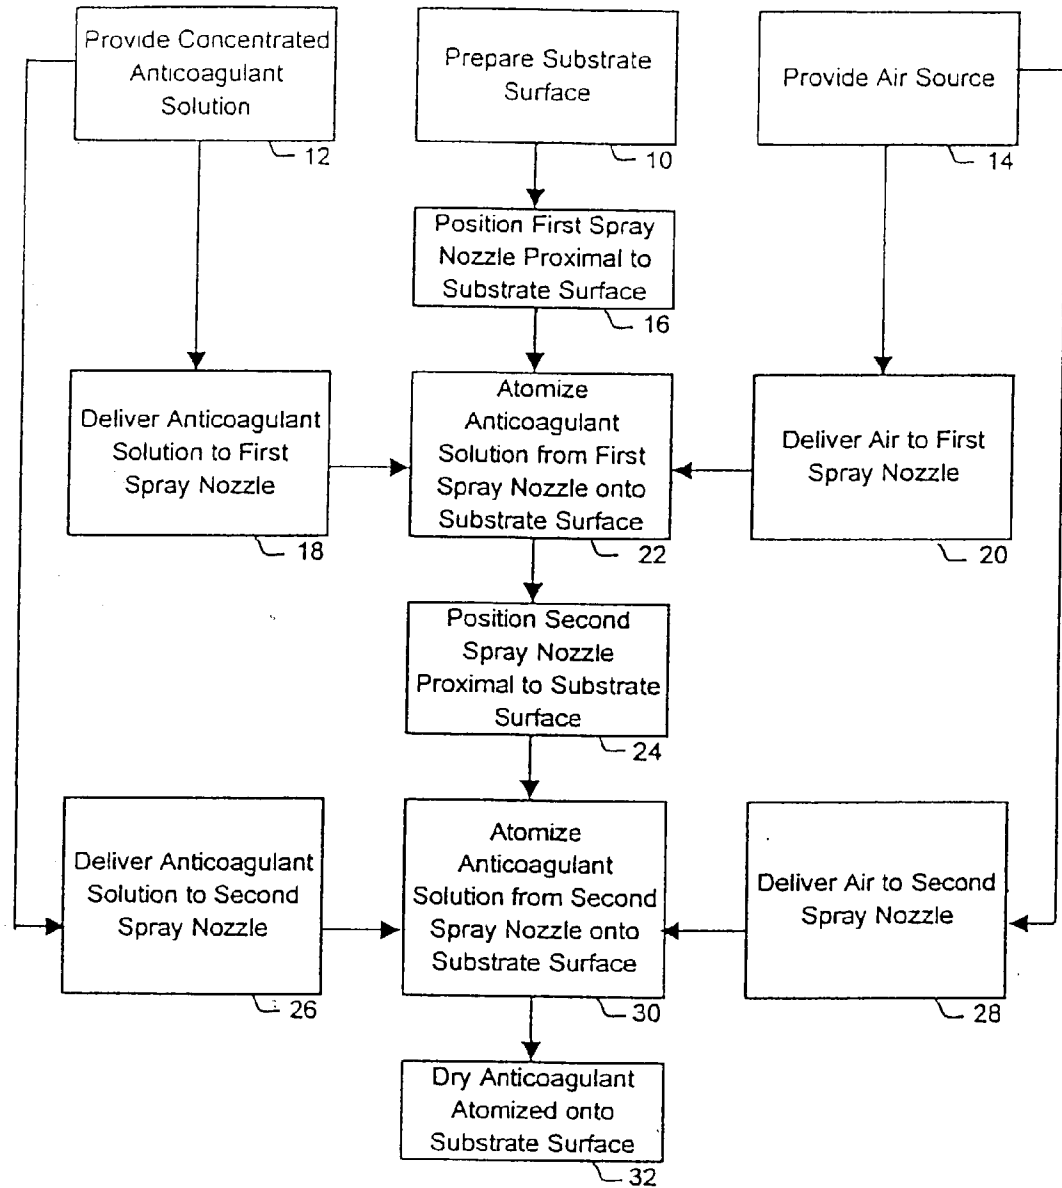 Provide Concentrated
Anticoagulant
Solution
12
Prepare Substrate
Surface
10
Provide Air Source
14
Position First Spray
Nozzle Proximal to
Substrate Surface
16
Deliver Anticoagulant
Solution to First
Spray Nozzle
18
Atomize
Anticoagulant
Solution from First
Spray Nozzle onto
Substrate Surface
22
Deliver Air to First
Spray Nozzle
20
Position Second
Spray Nozzle
Proximal to Substrate
Surface
24
Deliver Anticoagulant
Solution to Second
Spray Nozzle
26
Atomize
Anticoagulant
Solution from Second
Spray Nozzle onto
Substrate Surface
30
Deliver Air to Second
Spray Nozzle
28
Dry Anticoagulant
Atomized onto
Substrate Surface
32